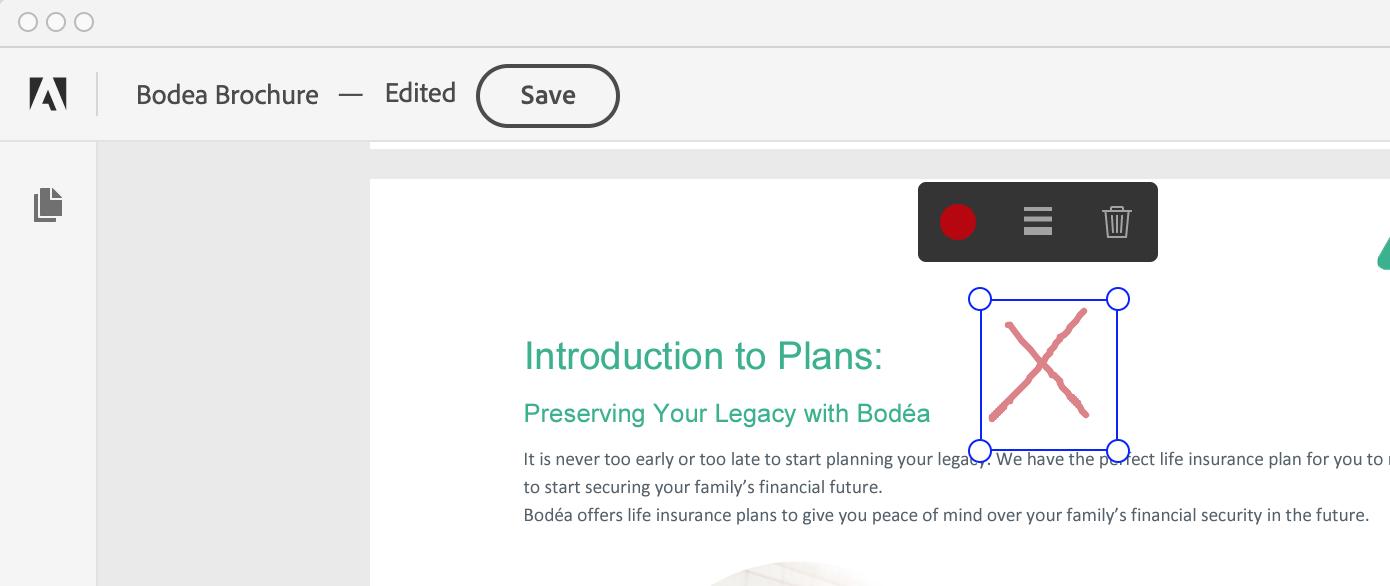 Bodea Brochure — Edited Save
Introduction to Plans:
Preserving Your Legacy with Bodéa
It is never too early or too late to start planning your legacy. We have the perfect life insurance plan for you to
to start securing your family’s financial future.
Bodéa offers life insurance plans to give you peace of mind over your family’s financial security in the future.